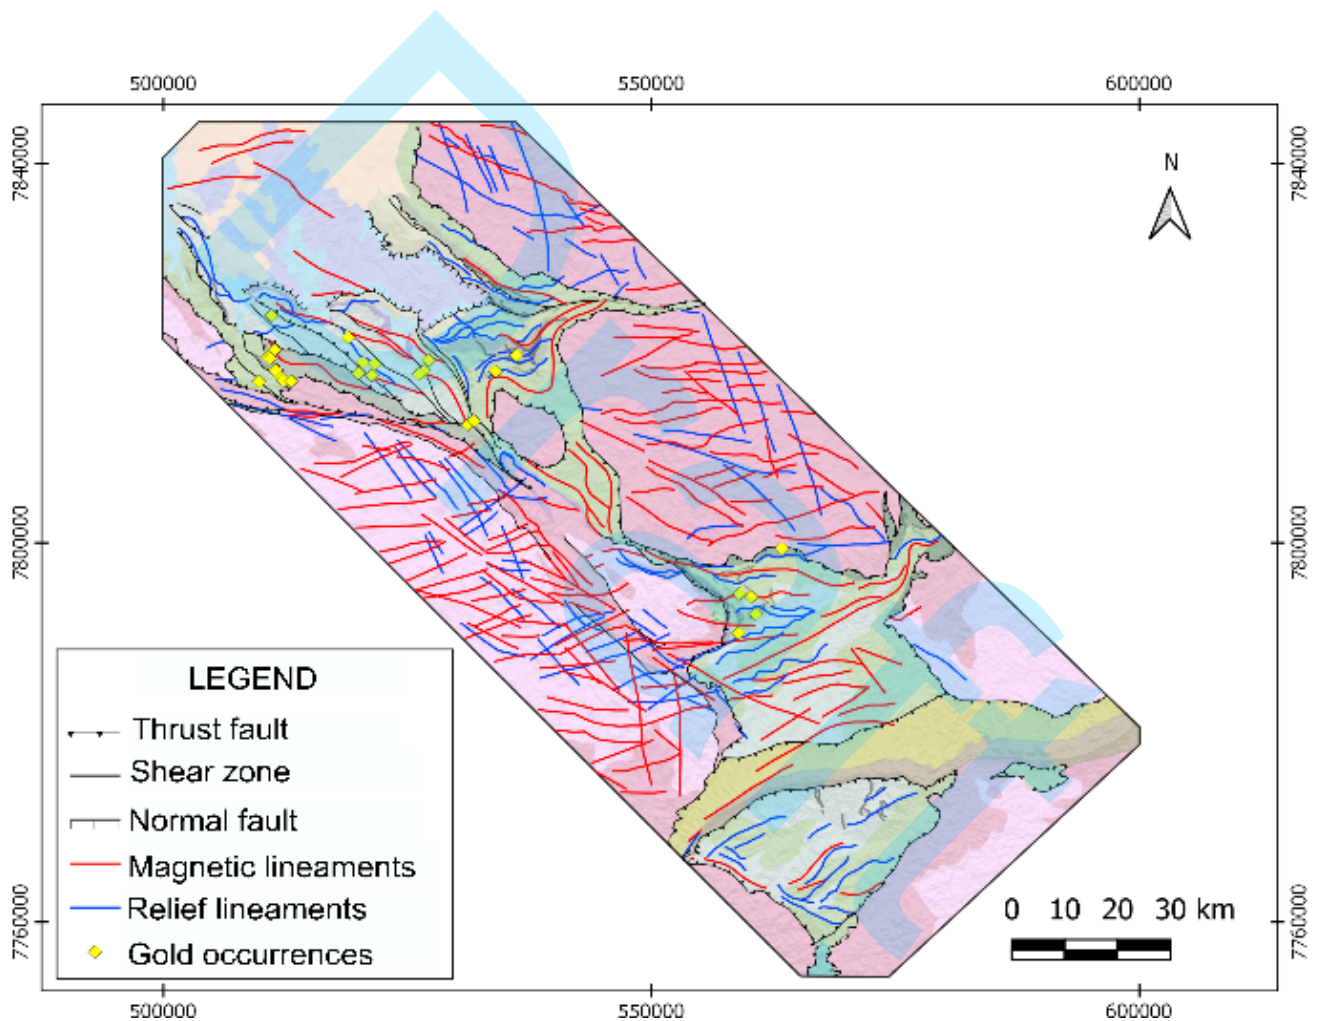 500000 550000 600000
7840000 7840000
N
7800000 7800000
LEGEND
Thrust fault
Shear zone
Normal fault
Magnetic lineaments
Relief lineaments
Gold occurrences
0 10 20 30 km
7760000 7760000
500000 550000 600000